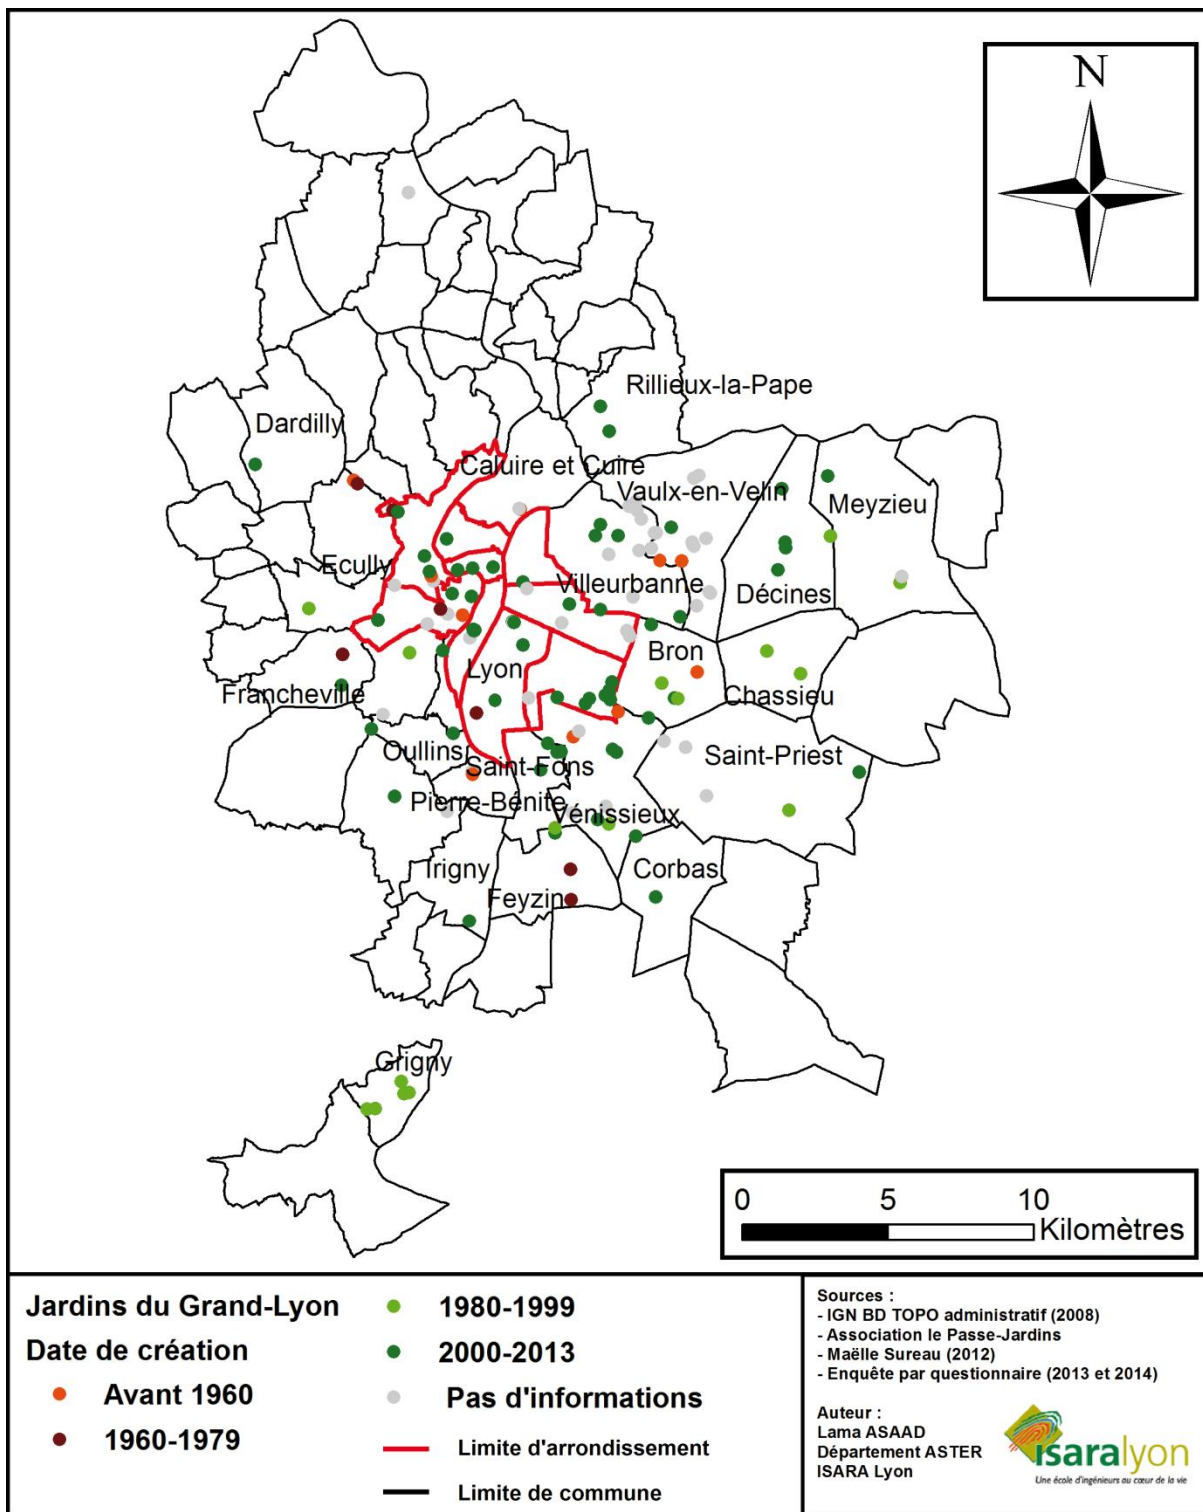 N
Rillieux-la-Pape
Dardilly
Caluire et Cuire
Vaulx-en-Velin
Meyzieu
Ecully
Villeurbanne
Décines
Bron
Lyon
Francheville
Chassieu
Oullins
Saint-Fons
Saint-Priest
Pierre-Bénite
Vénissieux
Irigny
Corbas
Feyzin
Grigny
0 5 10
Kilomètres
Jardins du Grand-Lyon
Date de création
Avant 1960
1960-1979
1980-1999
2000-2013
Pas d'informations
Limite d'arrondissement
Limite de commune
Sources :
- IGN BD TOPO administratif (2008)
- Association le Passe-Jardins
- Maëlle Sureau (2012)
- Enquête par questionnaire (2013 et 2014)
Auteur :
Lama ASAAD
Département ASTER
ISARA Lyon
isaralyon
Une école d'ingénieurs au cœur de la vie